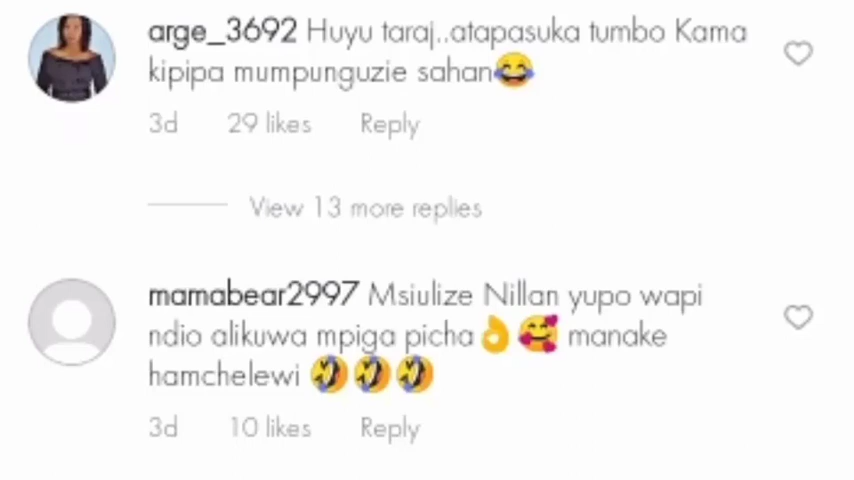 arge_3692 Huyu taraj..atapasuka tumbo Kama
kipipa mumpunguzie sahan😂
3d 29 likes Reply
View 13 more replies
mamabear2997 Msiulize Nillan yupo wapi
ndio alikuwa mpiga picha👌🥰 manake
hamchelewi 🤣🤣🤣
3d 10 likes Reply